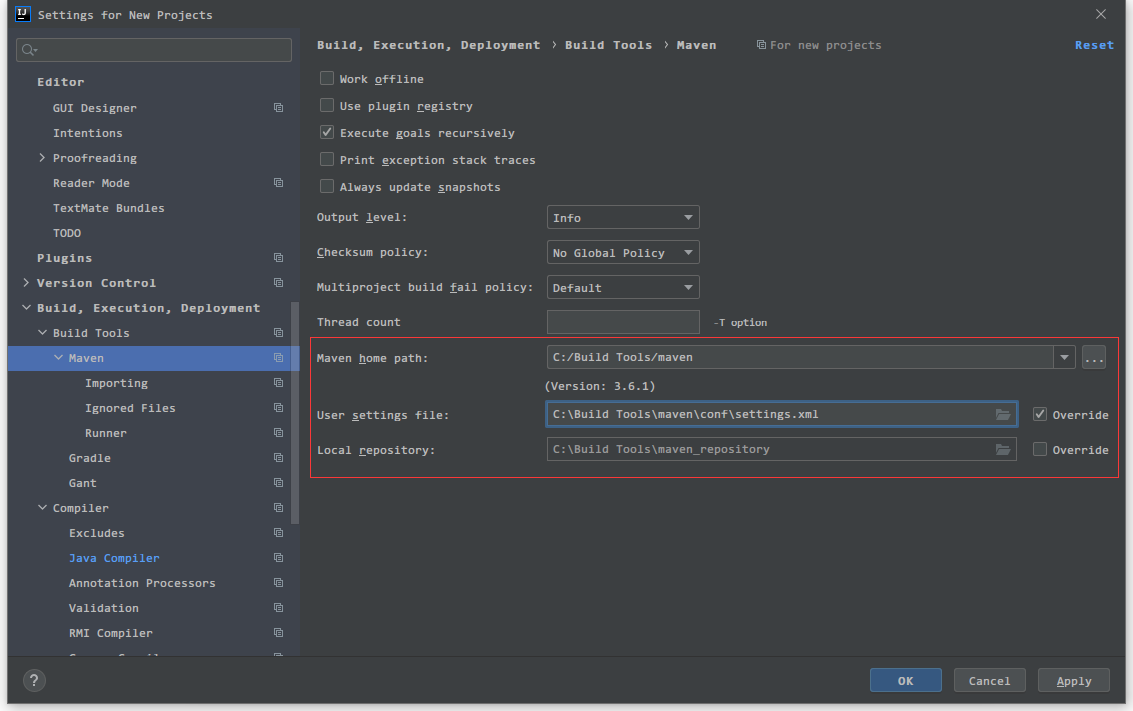 Settings for New Projects
Editor
GUI Designer
Intentions
Proofreading
Reader Mode
TextMate Bundles
TODO
Plugins
Version Control
Build, Execution, Deployment
Build Tools
Maven
Importing
Ignored Files
Runner
Gradle
Gant
Compiler
Excludes
Java Compiler
Annotation Processors
Validation
RMI Compiler
Build, Execution, Deployment › Build Tools › Maven For new projects Reset
Work offline
Use plugin registry
Execute goals recursively
Print exception stack traces
Always update snapshots
Output level: Info
Checksum policy: No Global Policy
Multiproject build fail policy: Default
Thread count -T option
Maven home path: C:/Build Tools/maven ...
(Version: 3.6.1)
User settings file: C:\Build Tools\maven\conf\settings.xml Override
Local repository: C:\Build Tools\maven_repository Override
? OK Cancel Apply